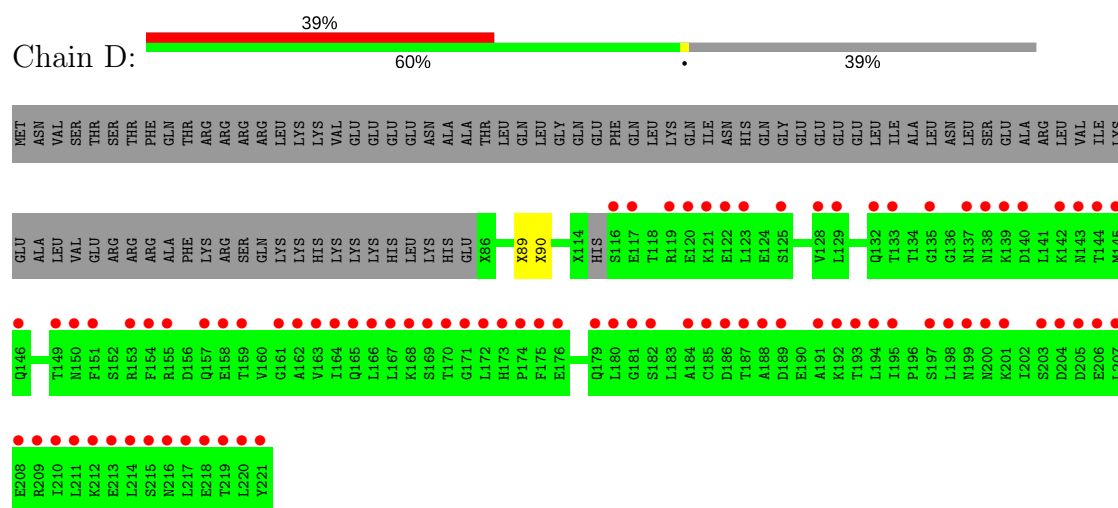 39%
Chain D:
60%
•
39%
MET ASN VAL SER THR SER THR PHE GLN THR ARG ARG ARG ARG LEU LYS LYS VAL GLU GLU GLU GLU ASN ALA ALA THR LEU GLN LEU GLY GLN GLU PHE GLN LEU LYS GLN ILE ASN HIS GLN GLY GLU GLU GLU GLU LEU ILE ALA LEU ASN LEU SER GLU ALA ARG LEU VAL ILE LYS
GLU ALA LEU VAL GLU ARG ARG ARG ALA PHE LYS ARG SER GLN LYS LYS HIS LYS LYS LYS HIS LEU LYS HIS GLU X86 X89 X90 X114 HIS S116 E117 T118 R119 E120 K121 E122 L123 E124 S125 V128 L129 Q132 T133 T134 G135 G136 N137 N138 K139 D140 L141 K142 N143 T144 M145
Q146 T149 N150 F151 S152 R153 F154 R155 D156 Q157 E158 T159 V160 G161 A162 V163 I164 Q165 L166 L167 K168 S169 T170 G171 L172 H173 P174 F175 E176 Q179 L180 G181 S182 L183 A184 C185 D186 T187 A188 D189 E190 A191 K192 T193 L194 I195 P196 S197 L198 N199 N200 K201 I202 S203 D204 D205 E206 L207
E208 R209 I210 L211 K212 E213 L214 S215 N216 L217 E218 T219 L220 Y221